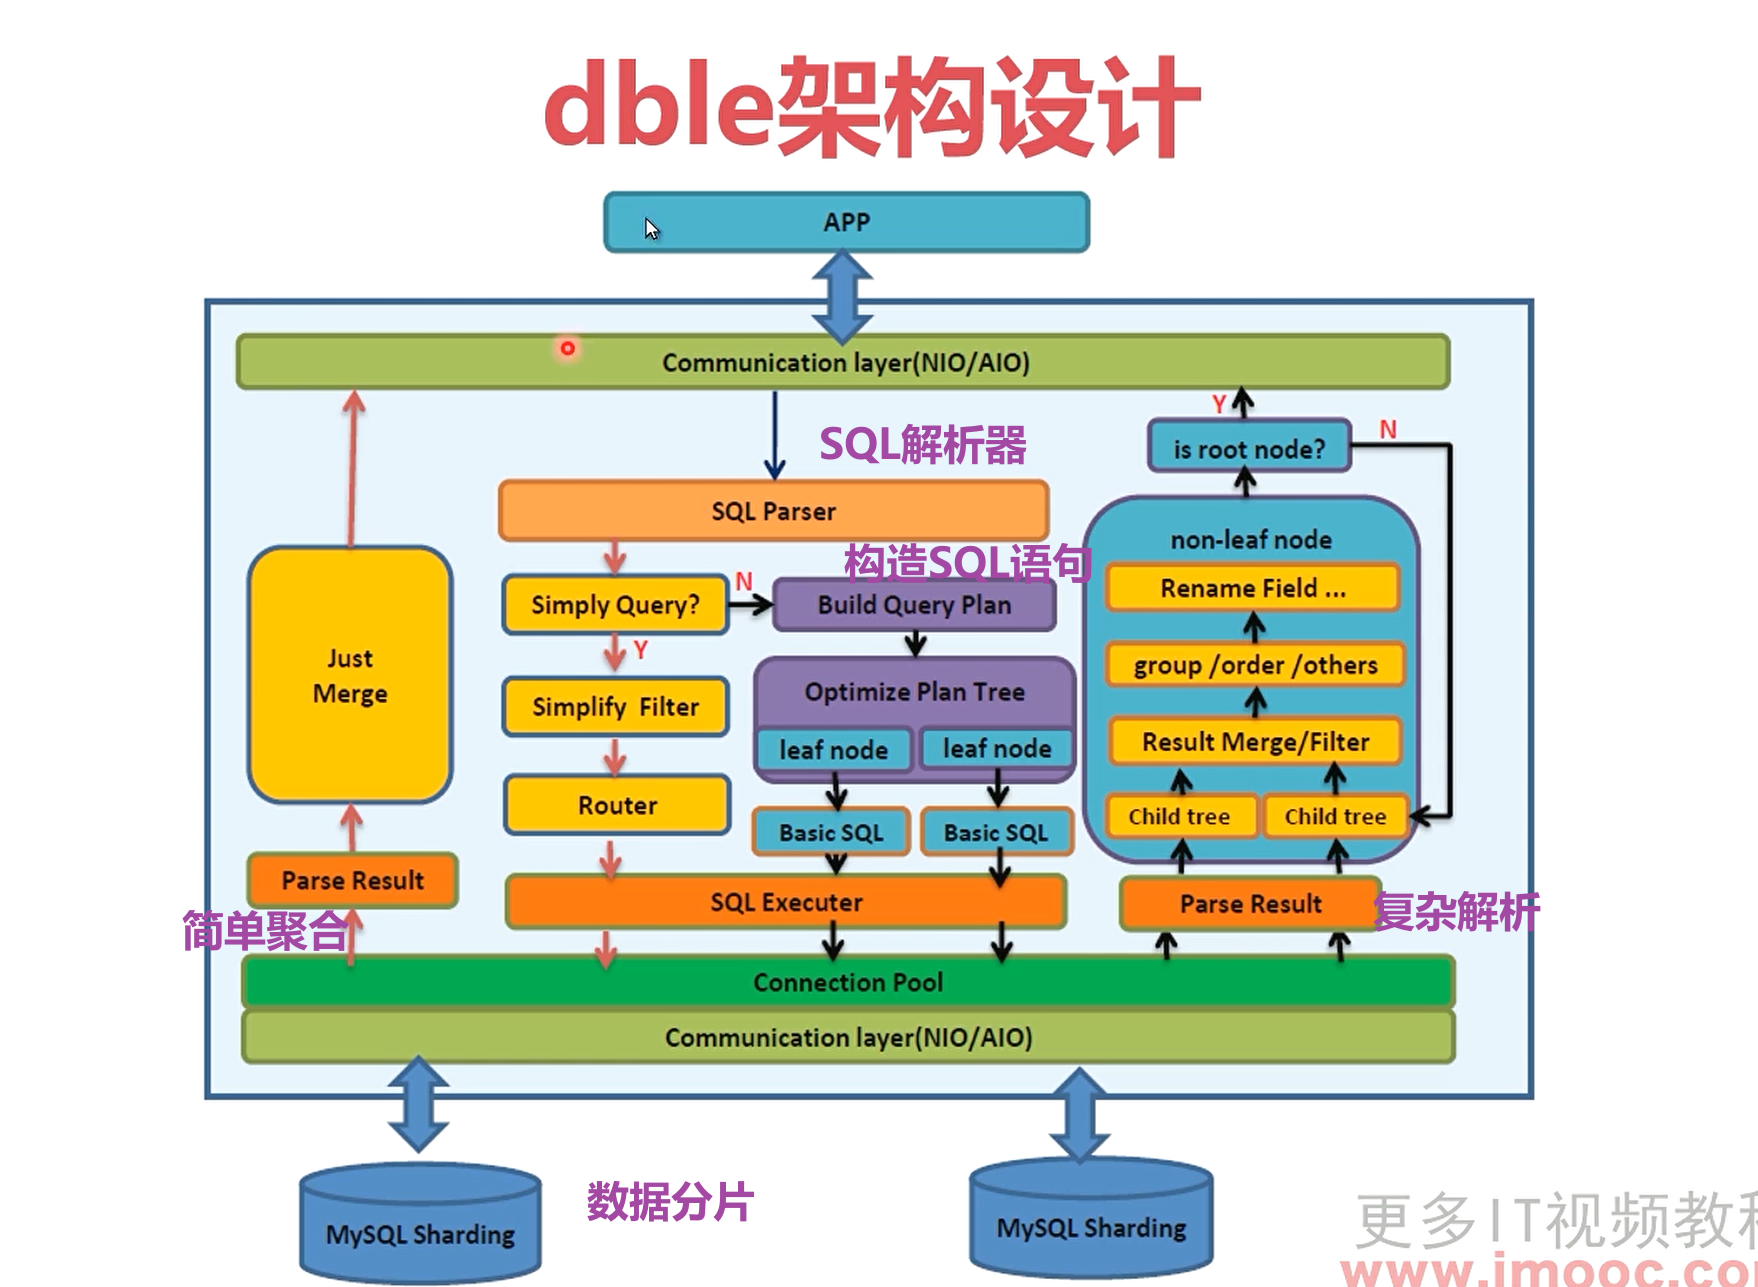 dble架构设计
APP
Communication layer(NIO/AIO)
Y
N
is root node?
SQL解析器
SQL Parser
构造SQL语句
non-leaf node
Rename Field ...
group /order /others
Result Merge/Filter
Child tree
Child tree
Just
Merge
Simply Query?
N
Build Query Plan
Y
Simplify Filter
Optimize Plan Tree
leaf node
leaf node
Router
Basic SQL
Basic SQL
Parse Result
SQL Executer
Parse Result
简单聚合
复杂解析
Connection Pool
Communication layer(NIO/AIO)
MySQL Sharding
数据分片
MySQL Sharding
更多IT视频教
www.imooc.co